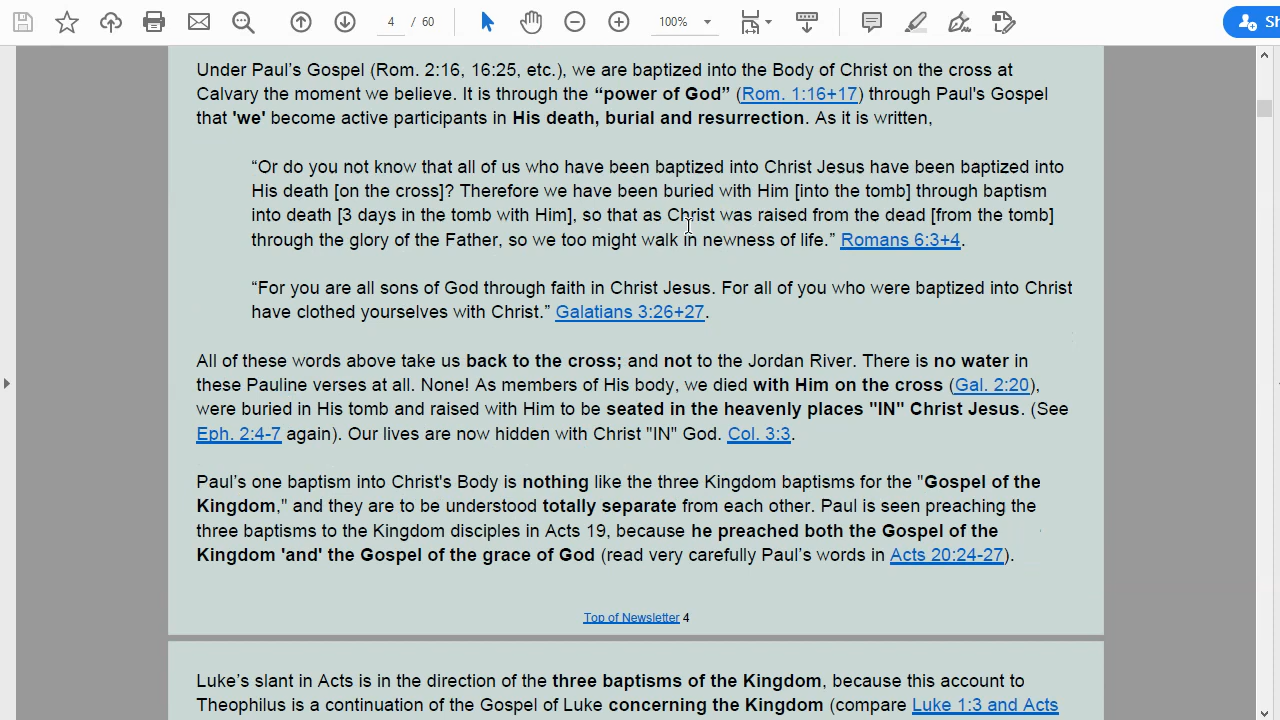 4 / 60
100%
Sh
Under Paul's Gospel (Rom. 2:16, 16:25, etc.), we are baptized into the Body of Christ on the cross at
Calvary the moment we believe. It is through the “power of God” (Rom. 1:16+17) through Paul's Gospel
that 'we' become active participants in His death, burial and resurrection. As it is written,
“Or do you not know that all of us who have been baptized into Christ Jesus have been baptized into
His death [on the cross]? Therefore we have been buried with Him [into the tomb] through baptism
into death [3 days in the tomb with Him], so that as Christ was raised from the dead [from the tomb]
through the glory of the Father, so we too might walk in newness of life.” Romans 6:3+4.
“For you are all sons of God through faith in Christ Jesus. For all of you who were baptized into Christ
have clothed yourselves with Christ.” Galatians 3:26+27.
All of these words above take us back to the cross; and not to the Jordan River. There is no water in
these Pauline verses at all. None! As members of His body, we died with Him on the cross (Gal. 2:20),
were buried in His tomb and raised with Him to be seated in the heavenly places "IN" Christ Jesus. (See
Eph. 2:4-7 again). Our lives are now hidden with Christ "IN" God. Col. 3:3.
Paul’s one baptism into Christ's Body is nothing like the three Kingdom baptisms for the "Gospel of the
Kingdom," and they are to be understood totally separate from each other. Paul is seen preaching the
three baptisms to the Kingdom disciples in Acts 19, because he preached both the Gospel of the
Kingdom 'and' the Gospel of the grace of God (read very carefully Paul’s words in Acts 20:24-27).
Top of Newsletter 4
Luke’s slant in Acts is in the direction of the three baptisms of the Kingdom, because this account to
Theophilus is a continuation of the Gospel of Luke concerning the Kingdom (compare Luke 1:3 and Acts